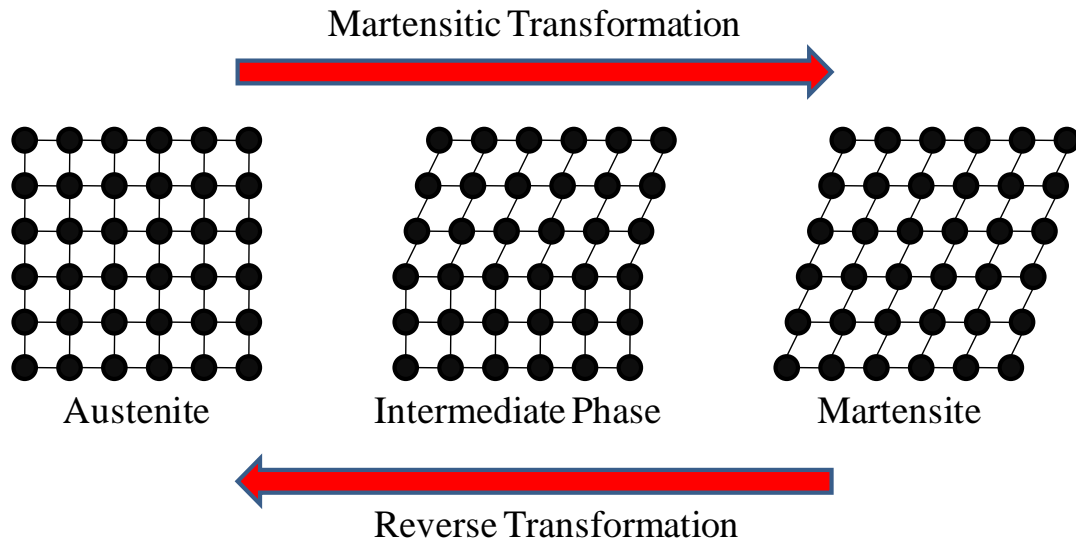 Martensitic Transformation
Austenite
Intermediate Phase
Martensite
Reverse Transformation